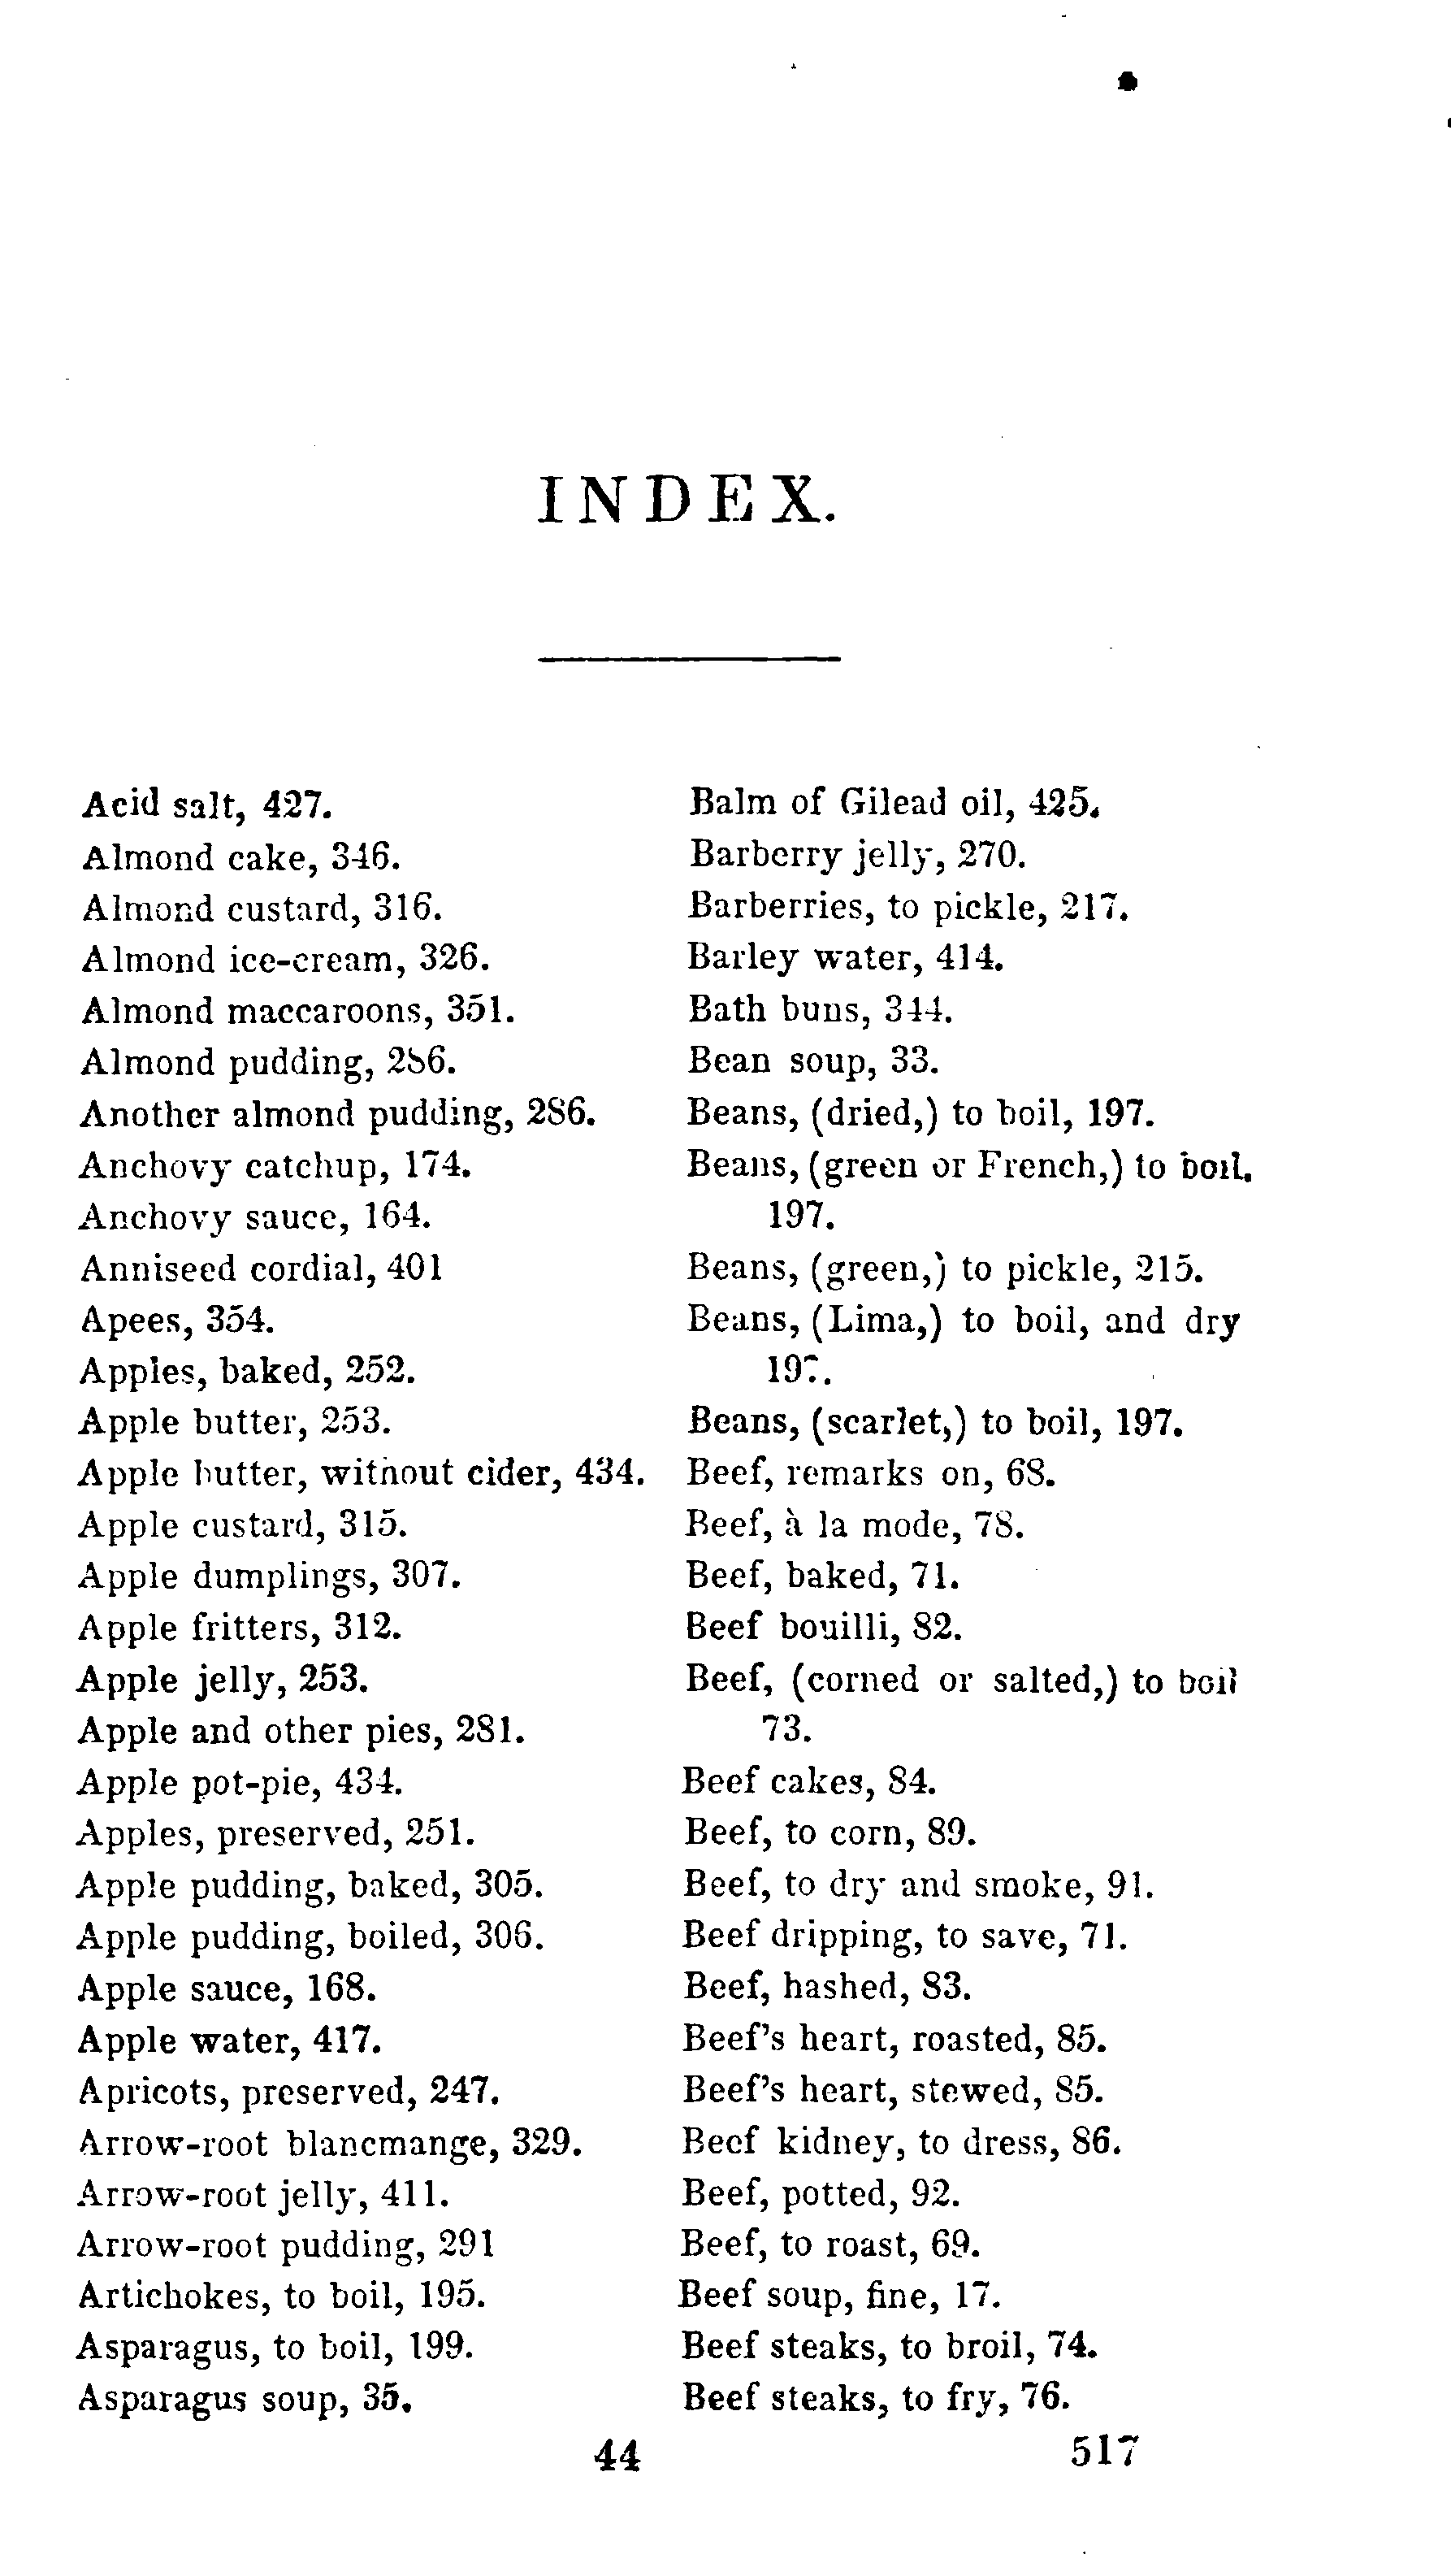 INDEX.
Acid salt, 427.
Almond cake, 346.
Almond custard, 316.
Almond ice-cream, 326.
Almond maccaroons, 351.
Almond pudding, 286.
Another almond pudding, 286.
Anchovy catchup, 174.
Anchovy sauce, 164.
Anniseed cordial, 401
Apees, 354.
Apples, baked, 252.
Apple butter, 253.
Apple butter, without cider, 434.
Apple custard, 315.
Apple dumplings, 307.
Apple fritters, 312.
Apple jelly, 253.
Apple and other pies, 281.
Apple pot-pie, 434.
Apples, preserved, 251.
Apple pudding, baked, 305.
Apple pudding, boiled, 306.
Apple sauce, 168.
Apple water, 417.
Apricots, preserved, 247.
Arrow-root blancmange, 329.
Arrow-root jelly, 411.
Arrow-root pudding, 291
Artichokes, to boil, 195.
Asparagus, to boil, 199.
Asparagus soup, 35.
Balm of Gilead oil, 425.
Barberry jelly, 270.
Barberries, to pickle, 217.
Barley water, 414.
Bath buns, 344.
Bean soup, 33.
Beans, (dried,) to boil, 197.
Beans, (green or French,) to boil.
197.
Beans, (green,) to pickle, 215.
Beans, (Lima,) to boil, and dry
197.
Beans, (scarlet,) to boil, 197.
Beef, remarks on, 68.
Beef, à la mode, 78.
Beef, baked, 71.
Beef bouilli, 82.
Beef, (corned or salted,) to boil
73.
Beef cakes, 84.
Beef, to corn, 89.
Beef, to dry and smoke, 91.
Beef dripping, to save, 71.
Beef, hashed, 83.
Beef's heart, roasted, 85.
Beef's heart, stewed, 85.
Beef kidney, to dress, 86.
Beef, potted, 92.
Beef, to roast, 69.
Beef soup, fine, 17.
Beef steaks, to broil, 74.
Beef steaks, to fry, 76.
44 517